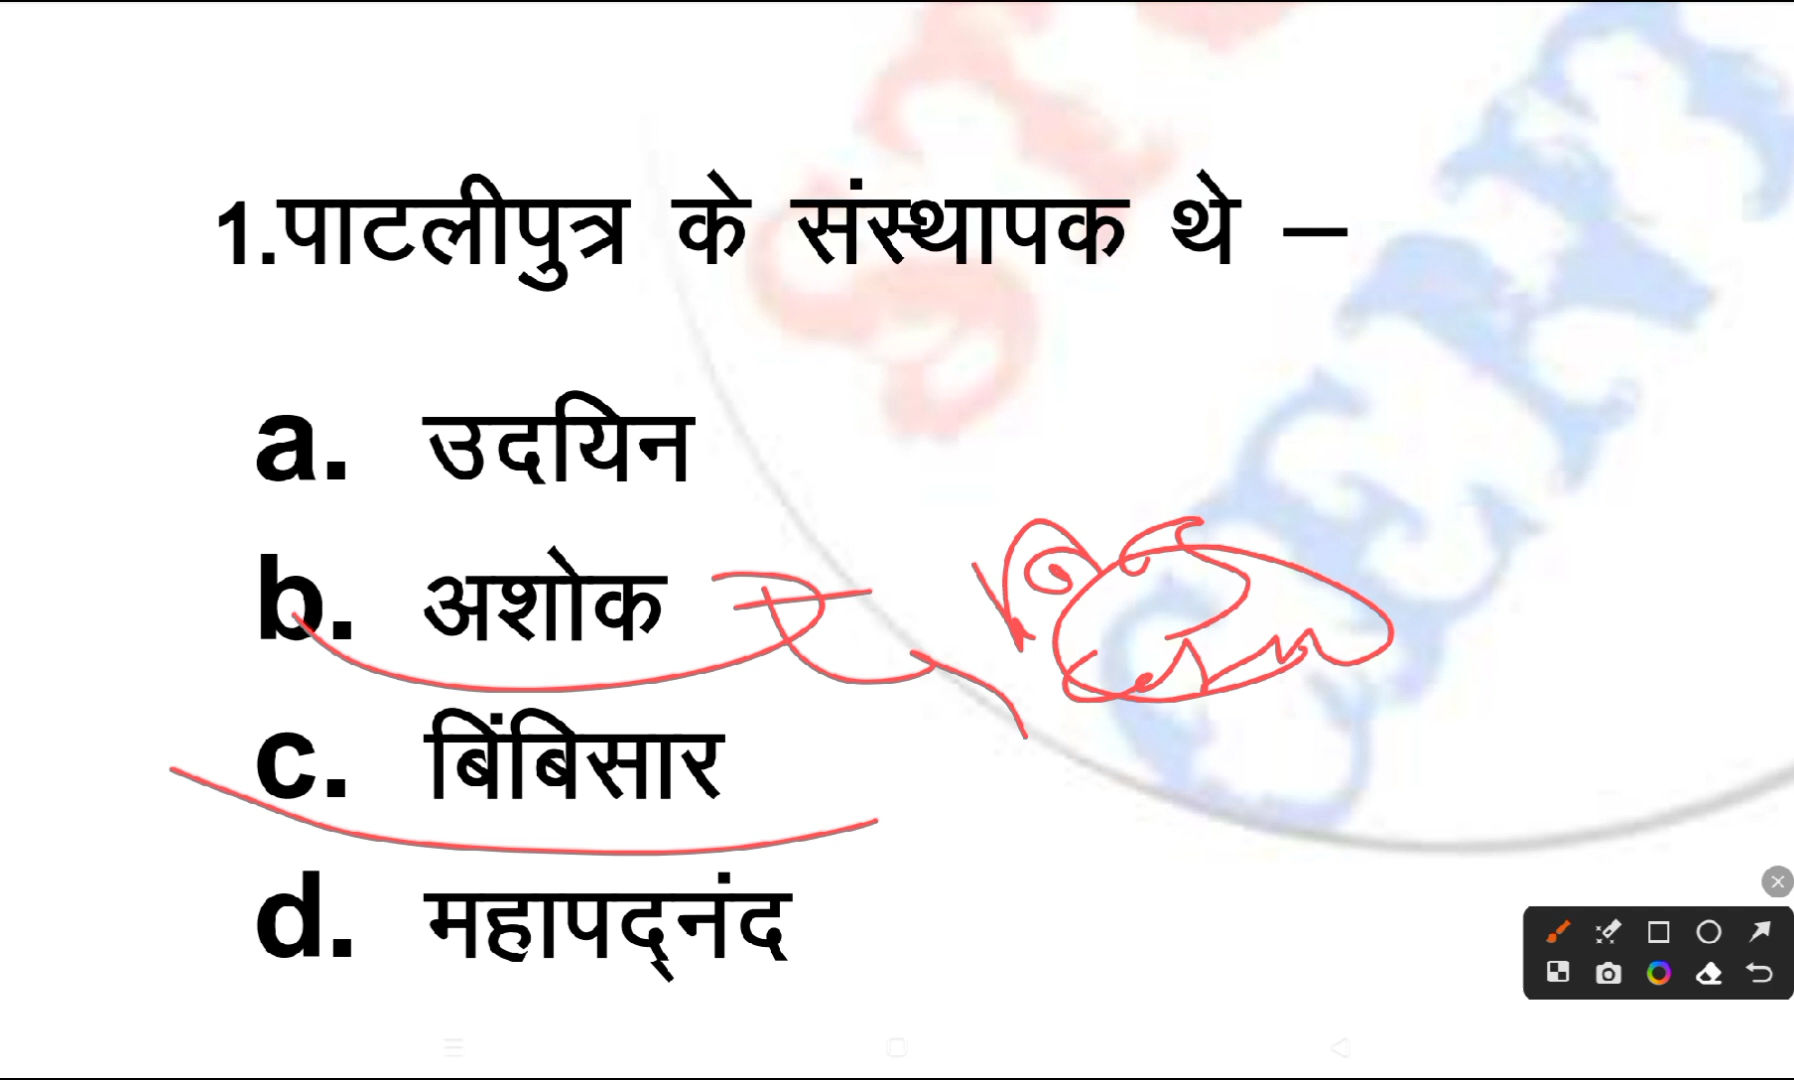 1.पाटलीपुत्र के संस्थापक थे –
a. उदयिन
b. अशोक
c. बिंबिसार
d. महापद्नंद